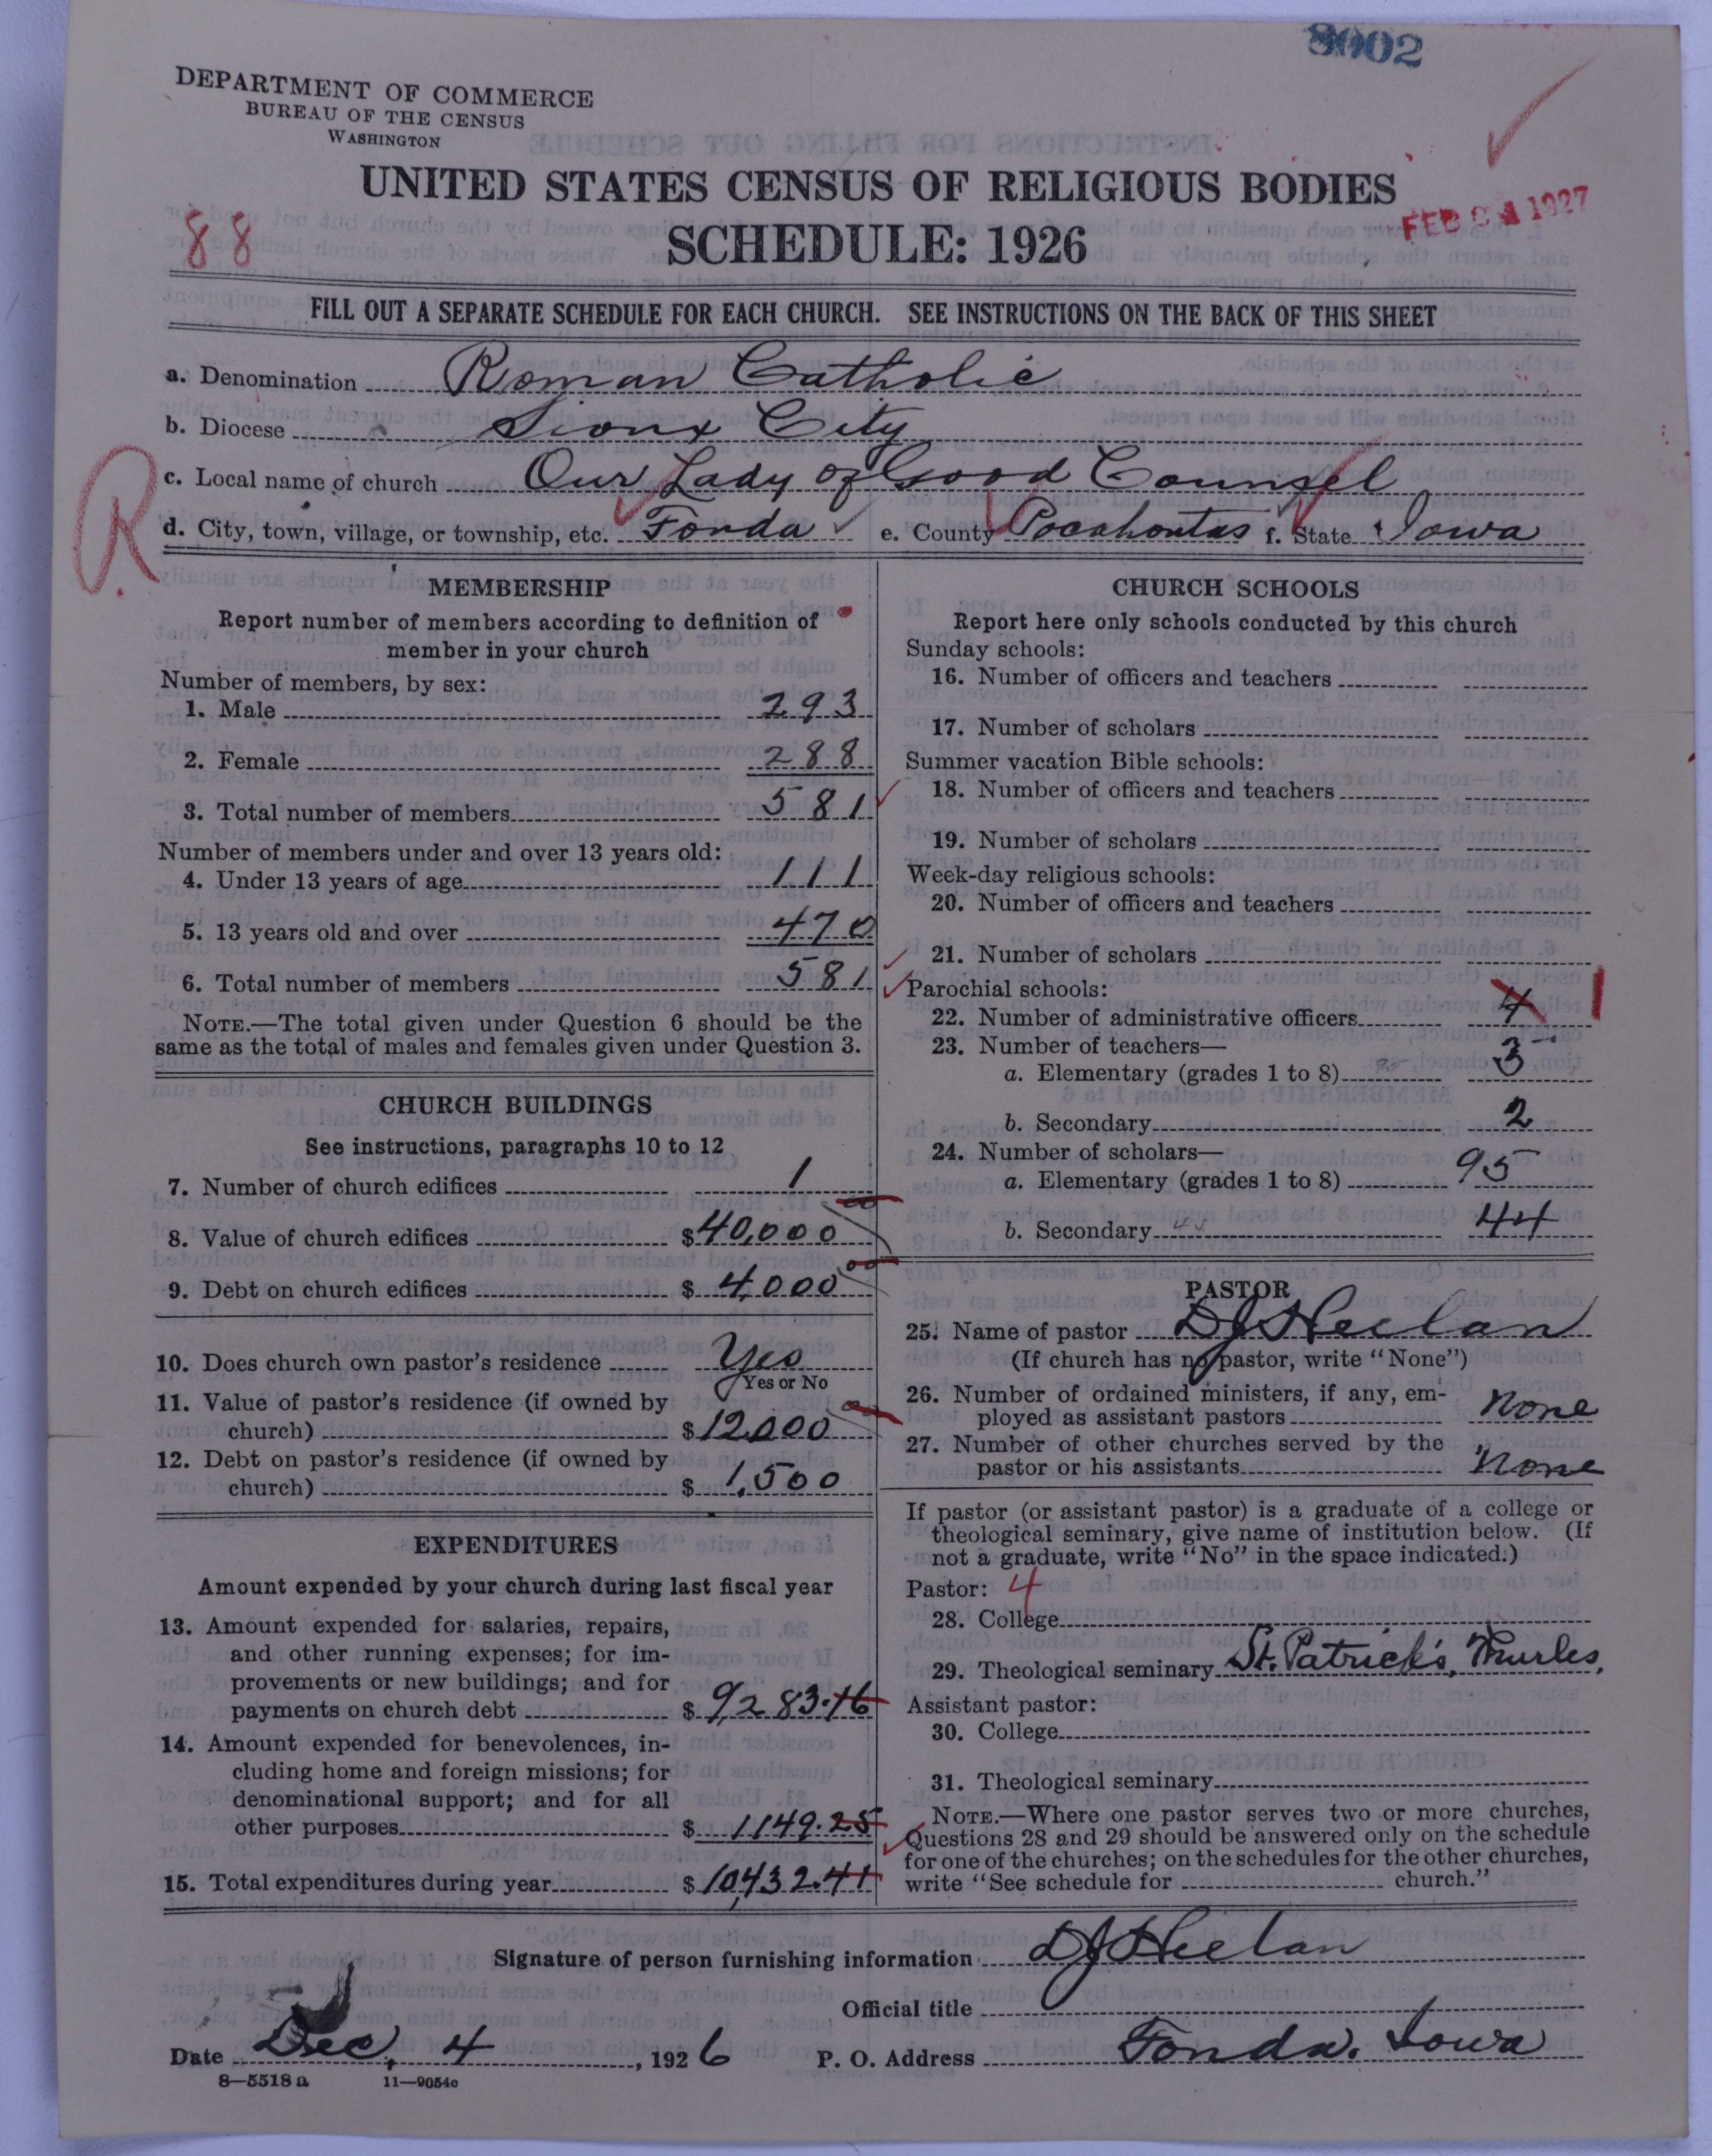 8002
DEPARTMENT OF COMMERCE
BUREAU OF THE CENSUS
WASHINGTON
UNITED STATES CENSUS OF RELIGIOUS BODIES
SCHEDULE: 1926
88
FEB 1927
FILL OUT A SEPARATE SCHEDULE FOR EACH CHURCH. SEE INSTRUCTIONS ON THE BACK OF THIS SHEET
a. Denomination Roman Catholic
b. Diocese Sioux City
c. Local name of church Our Lady of Good Counsel
R
d. City, town, village, or township, etc. Fonda e. County Pocahontas f. State Iowa
MEMBERSHIP
Report number of members according to definition of
member in your church
Number of members, by sex:
1. Male 293
2. Female 288
3. Total number of members 581
Number of members under and over 13 years old:
4. Under 13 years of age 111
5. 13 years old and over 470
6. Total number of members 581
NOTE.—The total given under Question 6 should be the
same as the total of males and females given under Question 3.
CHURCH BUILDINGS
See instructions, paragraphs 10 to 12
7. Number of church edifices 1
8. Value of church edifices $ 40,000 00
9. Debt on church edifices $ 4,000 00
10. Does church own pastor's residence Yes
Yes or No
11. Value of pastor's residence (if owned by
church) $ 12,000 00
12. Debt on pastor's residence (if owned by
church) $ 1,500
EXPENDITURES
Amount expended by your church during last fiscal year
13. Amount expended for salaries, repairs,
and other running expenses; for im-
provements or new buildings; and for
payments on church debt $ 9,283.16
14. Amount expended for benevolences, in-
cluding home and foreign missions; for
denominational support; and for all
other purposes $ 1149.25
15. Total expenditures during year $ 10,432.41
CHURCH SCHOOLS
Report here only schools conducted by this church
Sunday schools:
16. Number of officers and teachers
17. Number of scholars
Summer vacation Bible schools:
18. Number of officers and teachers
19. Number of scholars
Week-day religious schools:
20. Number of officers and teachers
21. Number of scholars
Parochial schools:
22. Number of administrative officers 4 1
23. Number of teachers—
a. Elementary (grades 1 to 8) 3
b. Secondary 2
24. Number of scholars—
a. Elementary (grades 1 to 8) 95
b. Secondary 44 44
PASTOR
25. Name of pastor DJ Heelan
(If church has no pastor, write "None")
26. Number of ordained ministers, if any, em-
ployed as assistant pastors None
27. Number of other churches served by the
pastor or his assistants None
If pastor (or assistant pastor) is a graduate of a college or
theological seminary, give name of institution below. (If
not a graduate, write "No" in the space indicated.)
Pastor: 4
28. College
29. Theological seminary St. Patrick's, Thurles,
Assistant pastor:
30. College
31. Theological seminary
NOTE.—Where one pastor serves two or more churches,
Questions 28 and 29 should be answered only on the schedule
for one of the churches; on the schedules for the other churches,
write "See schedule for church."
Signature of person furnishing information DJ Heelan
Official title
Date Dec. 4, 1926 P. O. Address Fonda, Iowa
8—5518 a 11—9054c